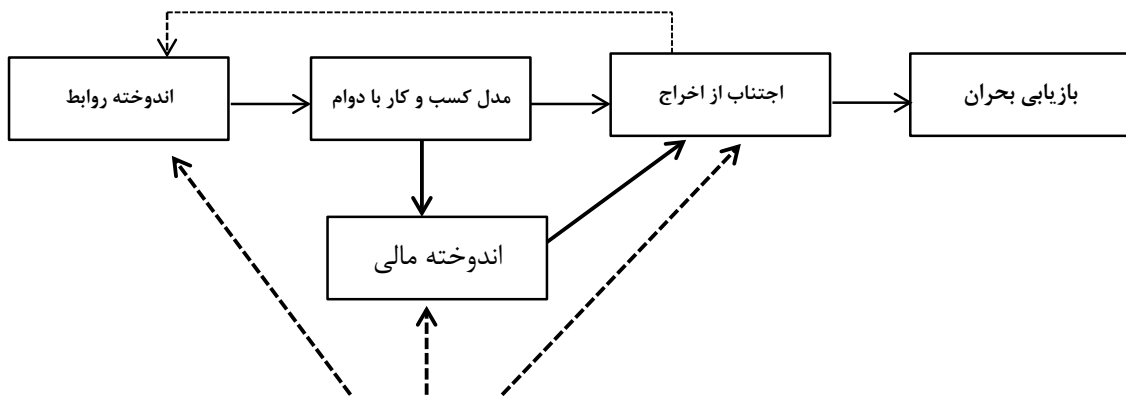 اندوخته روابط
مدل کسب و کار با دوام
اجتناب از اخراج
بازیابی بحران
اندوخته مالی